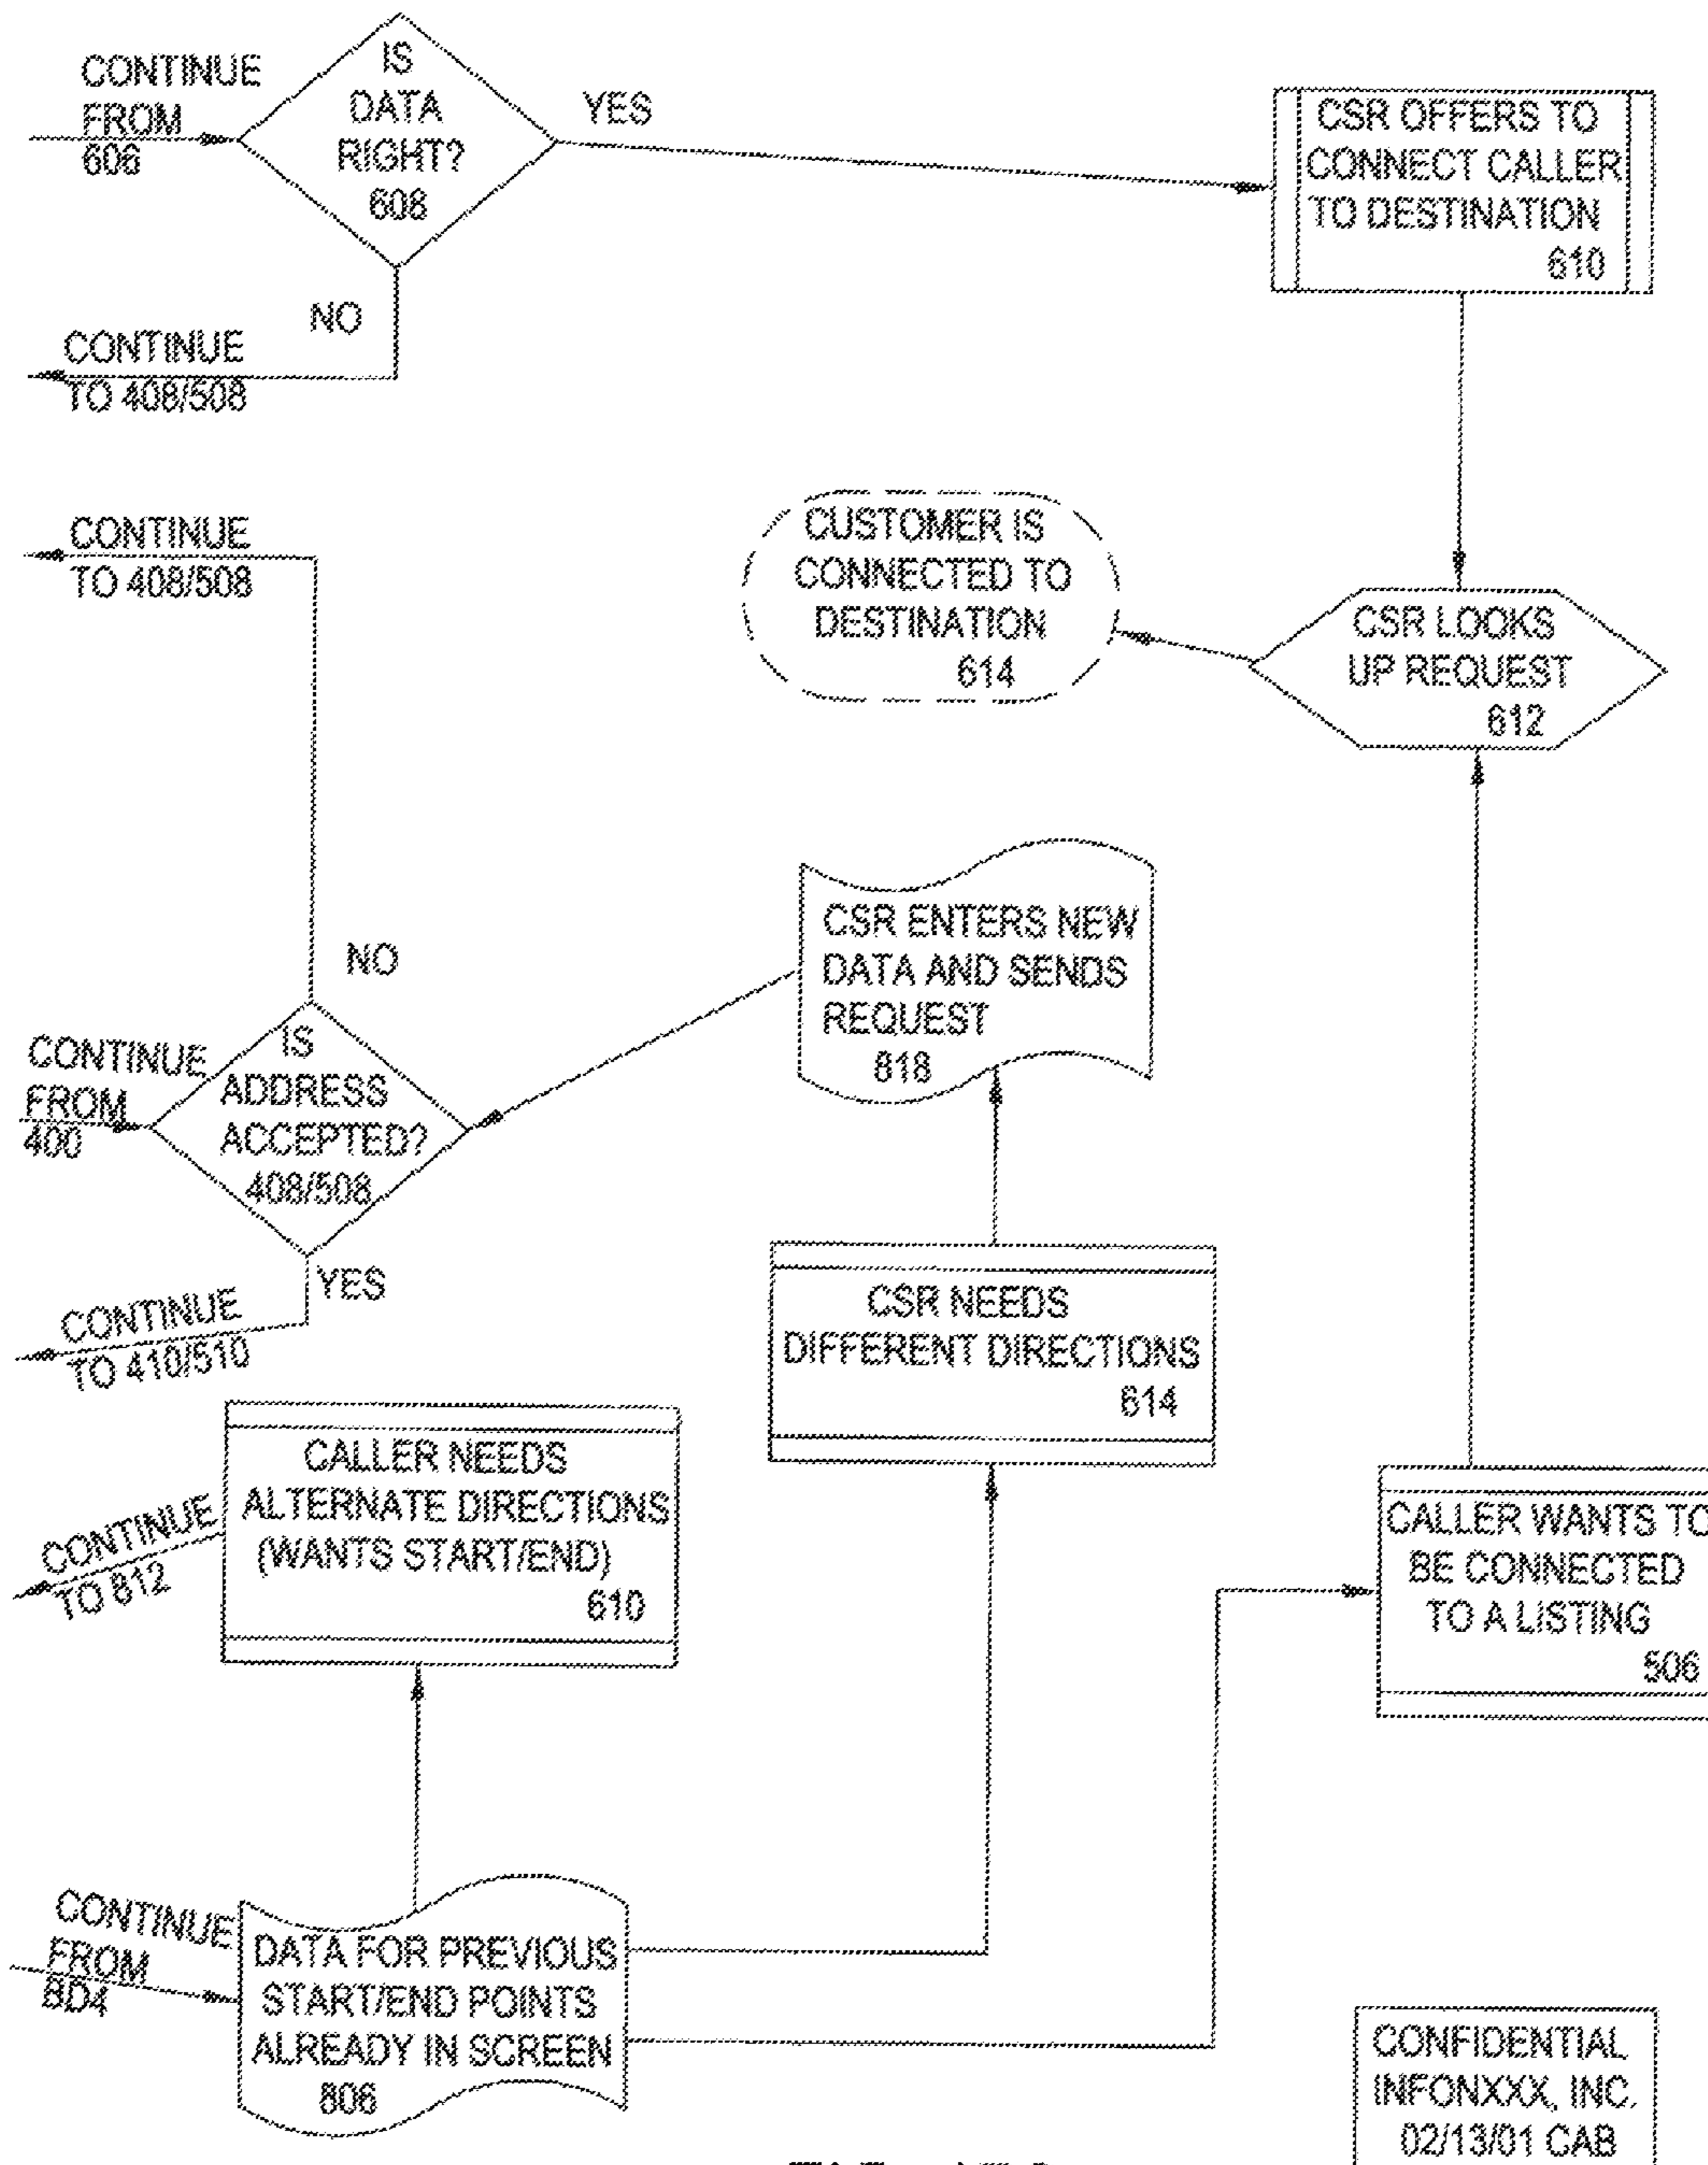 CONTINUE
FROM
606
IS
DATA
RIGHT?
608
YES
NO
CONTINUE
TO 408/508
CSR OFFERS TO
CONNECT CALLER
TO DESTINATION
610
CONTINUE
TO 408/508
CUSTOMER IS
CONNECTED TO
DESTINATION
614
CSR LOOKS
UP REQUEST
612
NO
CSR ENTERS NEW
DATA AND SENDS
REQUEST
818
CONTINUE
FROM
400
IS
ADDRESS
ACCEPTED?
408/508
YES
CONTINUE
TO 410/510
CSR NEEDS
DIFFERENT DIRECTIONS
614
CALLER NEEDS
ALTERNATE DIRECTIONS
(WANTS START/END)
610
CONTINUE
TO 812
CALLER WANTS TO
BE CONNECTED
TO A LISTING
506
CONTINUE
FROM
8D4
DATA FOR PREVIOUS
START/END POINTS
ALREADY IN SCREEN
806
CONFIDENTIAL
INFONXXX, INC.
02/13/01 CAB